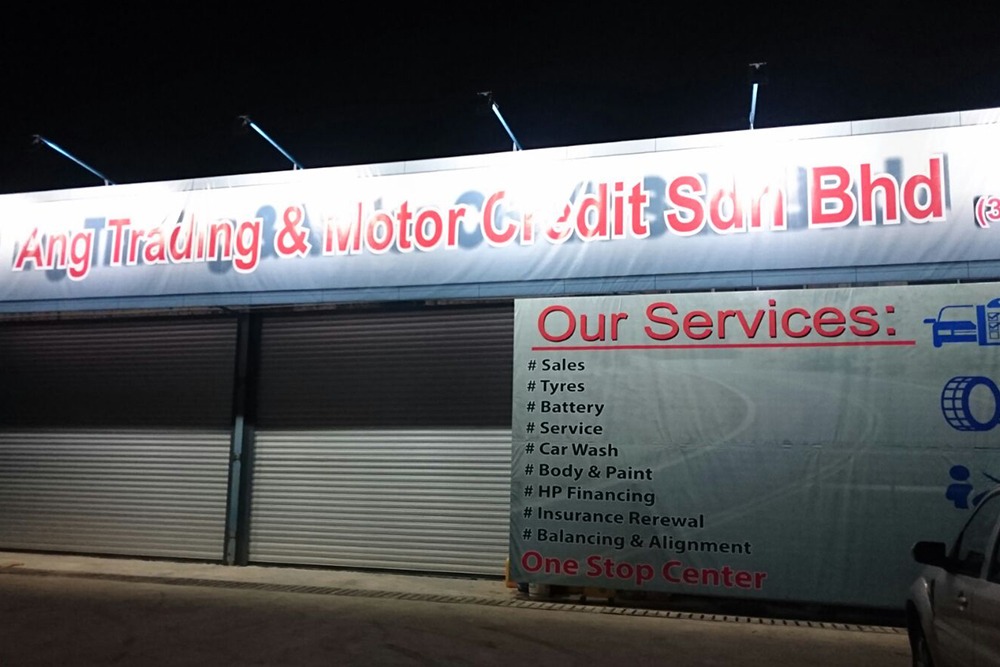 Ang Trading & Motor Credit Sdn Bhd (3
Our Services:
# Sales
# Tyres
# Battery
# Service
# Car Wash
# Body & Paint
# HP Financing
# Insurance Rerewal
# Balancing & Alignment
One Stop Center